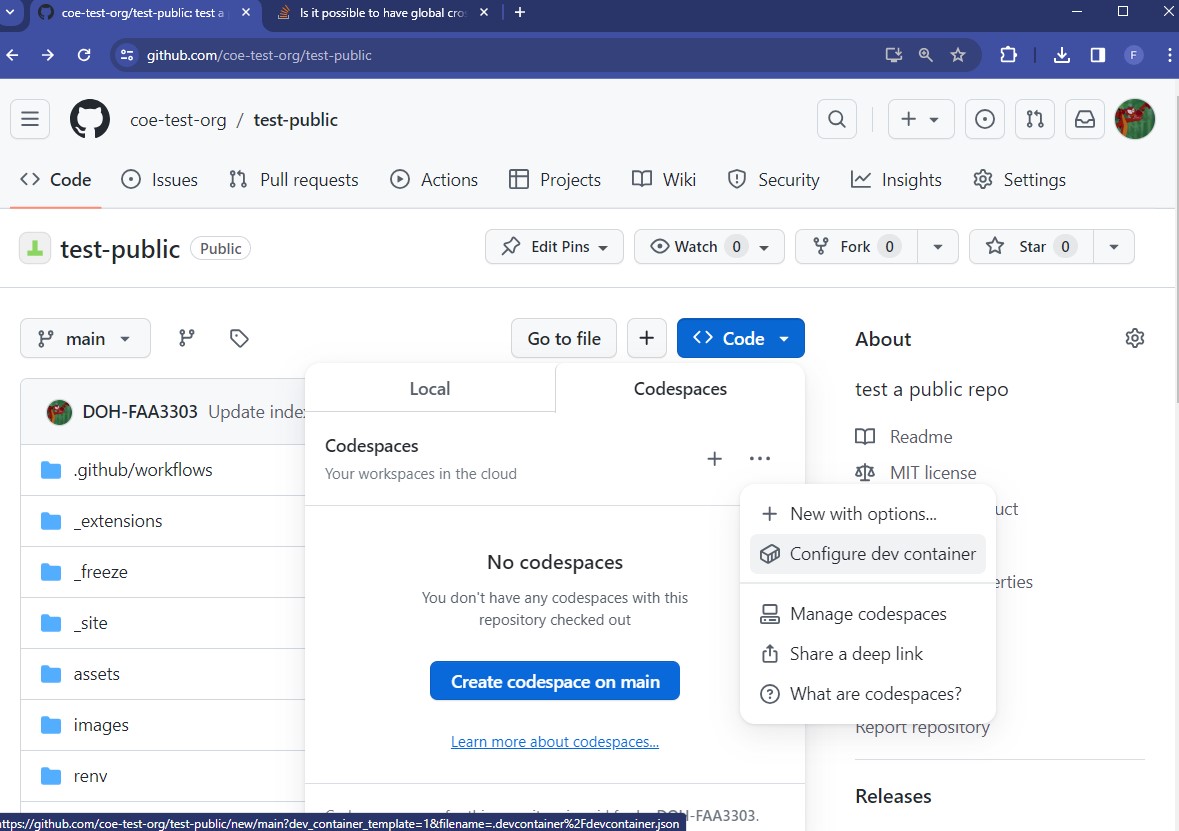 coe-test-org/test-public: test a
Is it possible to have global cro
github.com/coe-test-org/test-public
F
coe-test-org / test-public
Code
Issues
Pull requests
Actions
Projects
Wiki
Security
Insights
Settings
test-public
Public
Edit Pins
Watch 0
Fork 0
Star 0
main
Go to file
Code
About
Local
Codespaces
test a public repo
DOH-FAA3303 Update inde
Codespaces
Your workspaces in the cloud
Readme
MIT license
.github/workflows
_extensions
_freeze
_site
assets
images
renv
New with options...
Configure dev container
Manage codespaces
Share a deep link
What are codespaces?
uct
erties
No codespaces
You don't have any codespaces with this
repository checked out
Create codespace on main
Learn more about codespaces...
Report repository
Releases
DOH-FAA3303.
https://github.com/coe-test-org/test-public/new/main?dev_container_template=1&filename=.devcontainer%2Fdevcontainer.json